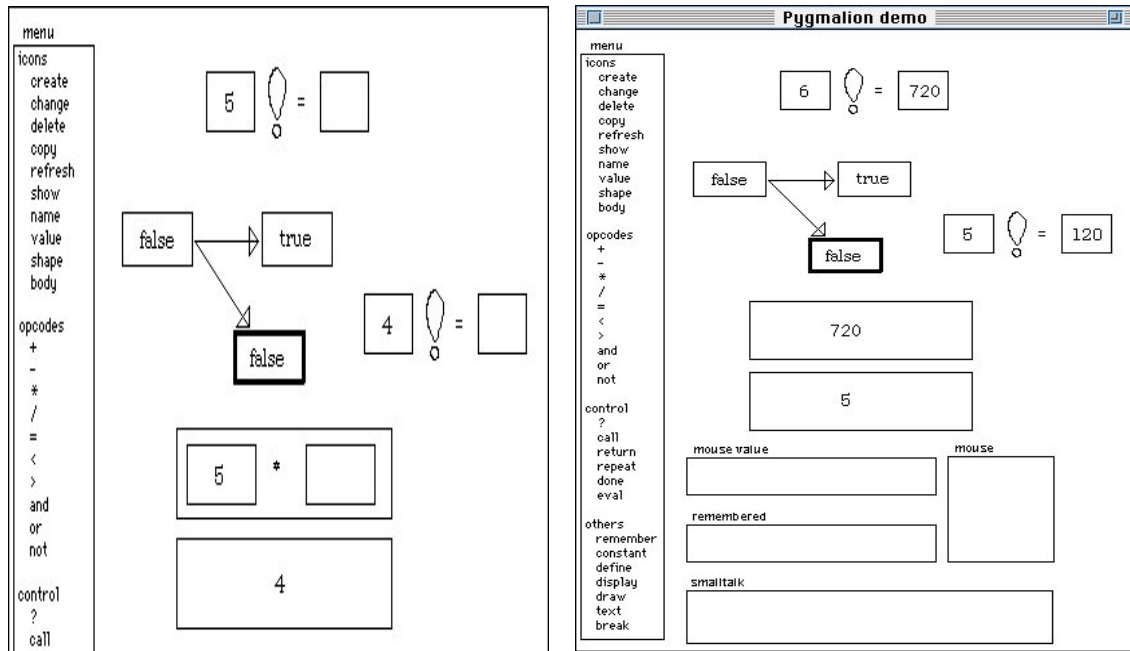 menu
icons
create
change
delete
copy
refresh
show
name
value
shape
body
opcodes
+
-
*
/
=
<
>
and
or
not
control
?
call
5 ! =
false true
false
4 ! =
5 *
4
Pygmalion demo
menu
icons
create
change
delete
copy
refresh
show
name
value
shape
body
opcodes
+
-
*
/
=
<
>
and
or
not
control
?
call
return
repeat
done
eval
others
remember
constant
define
display
draw
text
break
6 ! = 720
false true
false
5 ! = 120
720
5
mouse value
mouse
remembered
smalltalk